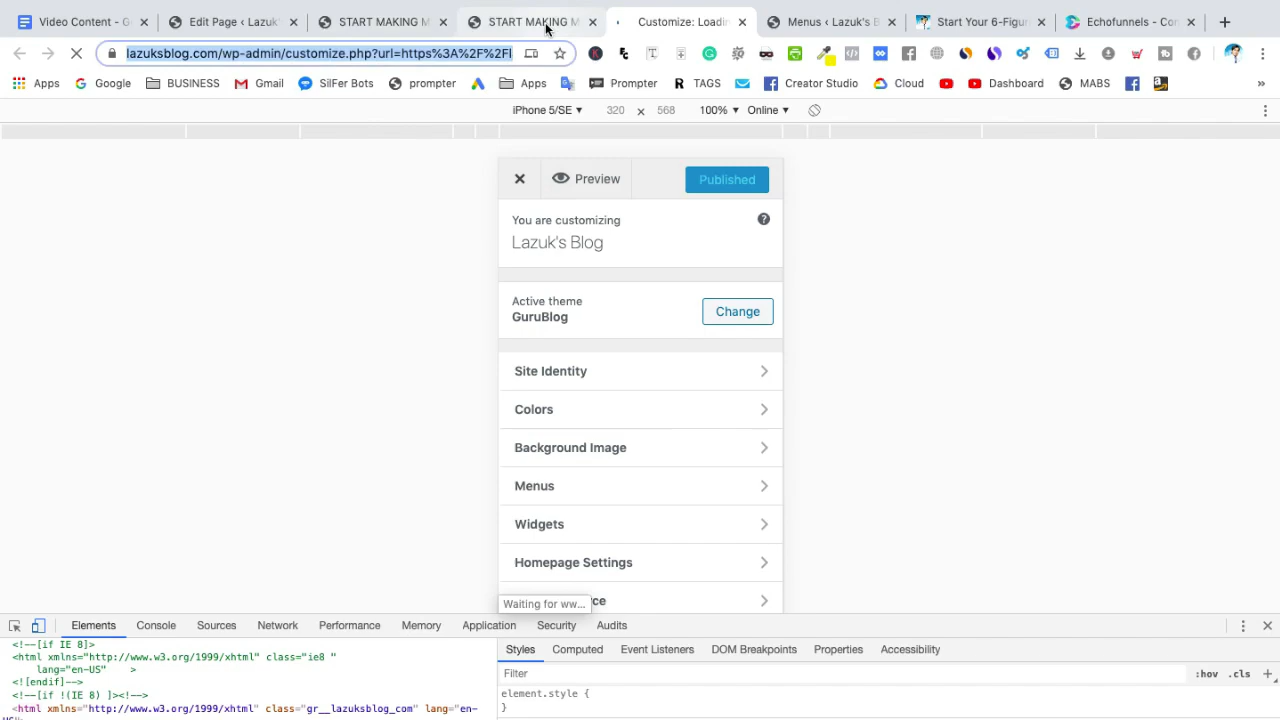 Video Content - G
Edit Page ‹ Lazuk'
START MAKING M
START MAKING M
Customize: Loadin
Menus ‹ Lazuk's B
Start Your 6-Figur
Echofunnels - Con
lazuksblog.com/wp-admin/customize.php?url=https%3A%2F%2Fl
Apps
Google
BUSINESS
Gmail
SilFer Bots
prompter
Apps
Prompter
TAGS
Creator Studio
Cloud
Dashboard
MABS
»
iPhone 5/SE ▼ 320 × 568 100% ▼ Online ▼
Preview
Published
You are customizing
Lazuk's Blog
Active theme
GuruBlog
Change
Site Identity
Colors
Background Image
Menus
Widgets
Homepage Settings
Waiting for ww...
ce
Elements Console Sources Network Performance Memory Application Security Audits
<!--[if IE 8]>
<html xmlns="http://www.w3.org/1999/xhtml" class="ie8 "
lang="en-US" >
<![endif]-->
<!--[if !(IE 8) ]><!-->
<html xmlns="http://www.w3.org/1999/xhtml" class="gr__lazuksblog_com" lang="en-
Styles Computed Event Listeners DOM Breakpoints Properties Accessibility
Filter
:hov .cls +
element.style {
}